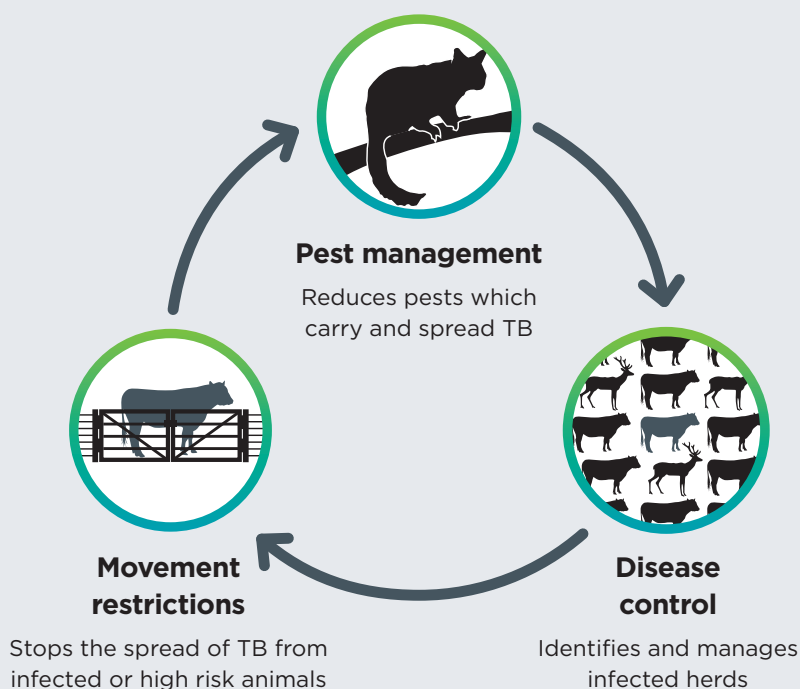 Pest management
Reduces pests which
carry and spread TB
Movement
restrictions
Stops the spread of TB from
infected or high risk animals
Disease
control
Identifies and manages
infected herds